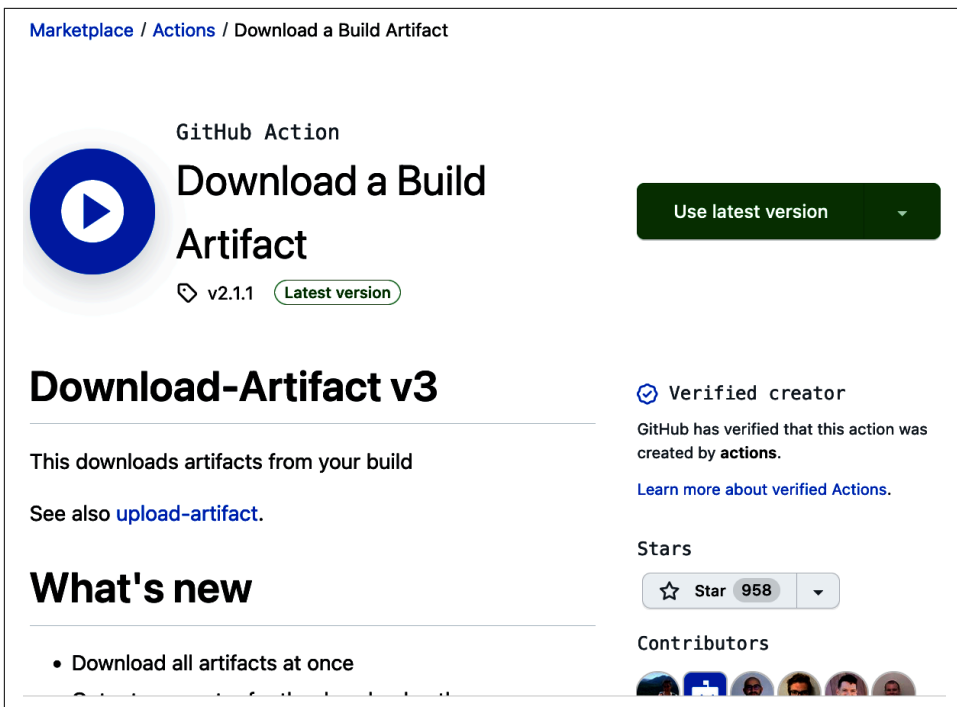 Marketplace / Actions / Download a Build Artifact
GitHub Action
Download a Build
Artifact
v2.1.1 Latest version
Use latest version
Download-Artifact v3
This downloads artifacts from your build
See also upload-artifact.
What's new
Download all artifacts at once
Verified creator
GitHub has verified that this action was
created by actions.
Learn more about verified Actions.
Stars
Star 958
Contributors